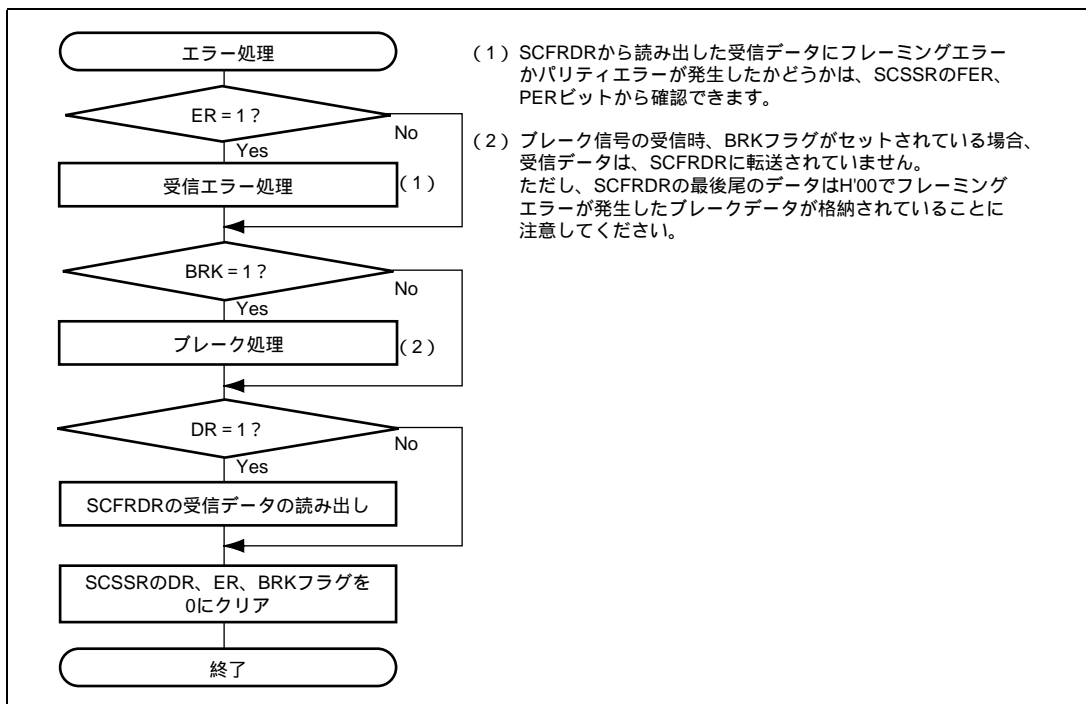 エラー処理
ER = 1 ?
No
Yes
受信エラー処理
(1)
BRK = 1 ?
No
Yes
ブレーク処理
(2)
DR = 1 ?
No
Yes
SCFRDRの受信データの読み出し
SCSSRのDR、ER、BRKフラグを
0にクリア
終了
(1) SCFRDRから読み出した受信データにフレーミングエラー
かパリティエラーが発生したかどうかは、SCSSRのFER、
PERビットから確認できます。
(2) ブレーク信号の受信時、BRKフラグがセットされている場合、
受信データは、SCFRDRに転送されていません。
ただし、SCFRDRの最後尾のデータはH'00でフレーミング
エラーが発生したブレークデータが格納されていることに
注意してください。